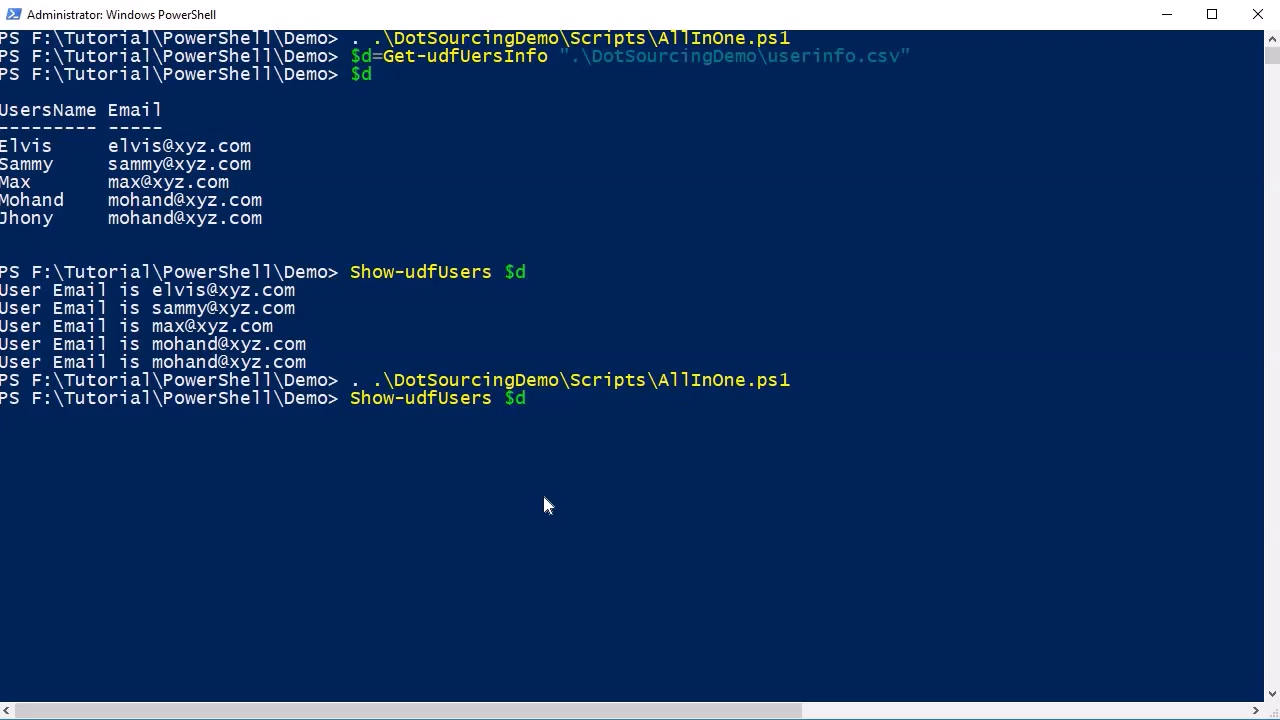 Administrator: Windows PowerShell
PS F:\Tutorial\PowerShell\Demo> . .\DotSourcingDemo\Scripts\AllInOne.ps1
PS F:\Tutorial\PowerShell\Demo> $d=Get-udfUersInfo ".\DotSourcingDemo\userinfo.csv"
PS F:\Tutorial\PowerShell\Demo> $d
UsersName Email
--------- -----
Elvis     elvis@xyz.com
Sammy     sammy@xyz.com
Max       max@xyz.com
Mohand    mohand@xyz.com
Jhony     mohand@xyz.com
PS F:\Tutorial\PowerShell\Demo> Show-udfUsers $d
User Email is elvis@xyz.com
User Email is sammy@xyz.com
User Email is max@xyz.com
User Email is mohand@xyz.com
User Email is mohand@xyz.com
PS F:\Tutorial\PowerShell\Demo> . .\DotSourcingDemo\Scripts\AllInOne.ps1
PS F:\Tutorial\PowerShell\Demo> Show-udfUsers $d